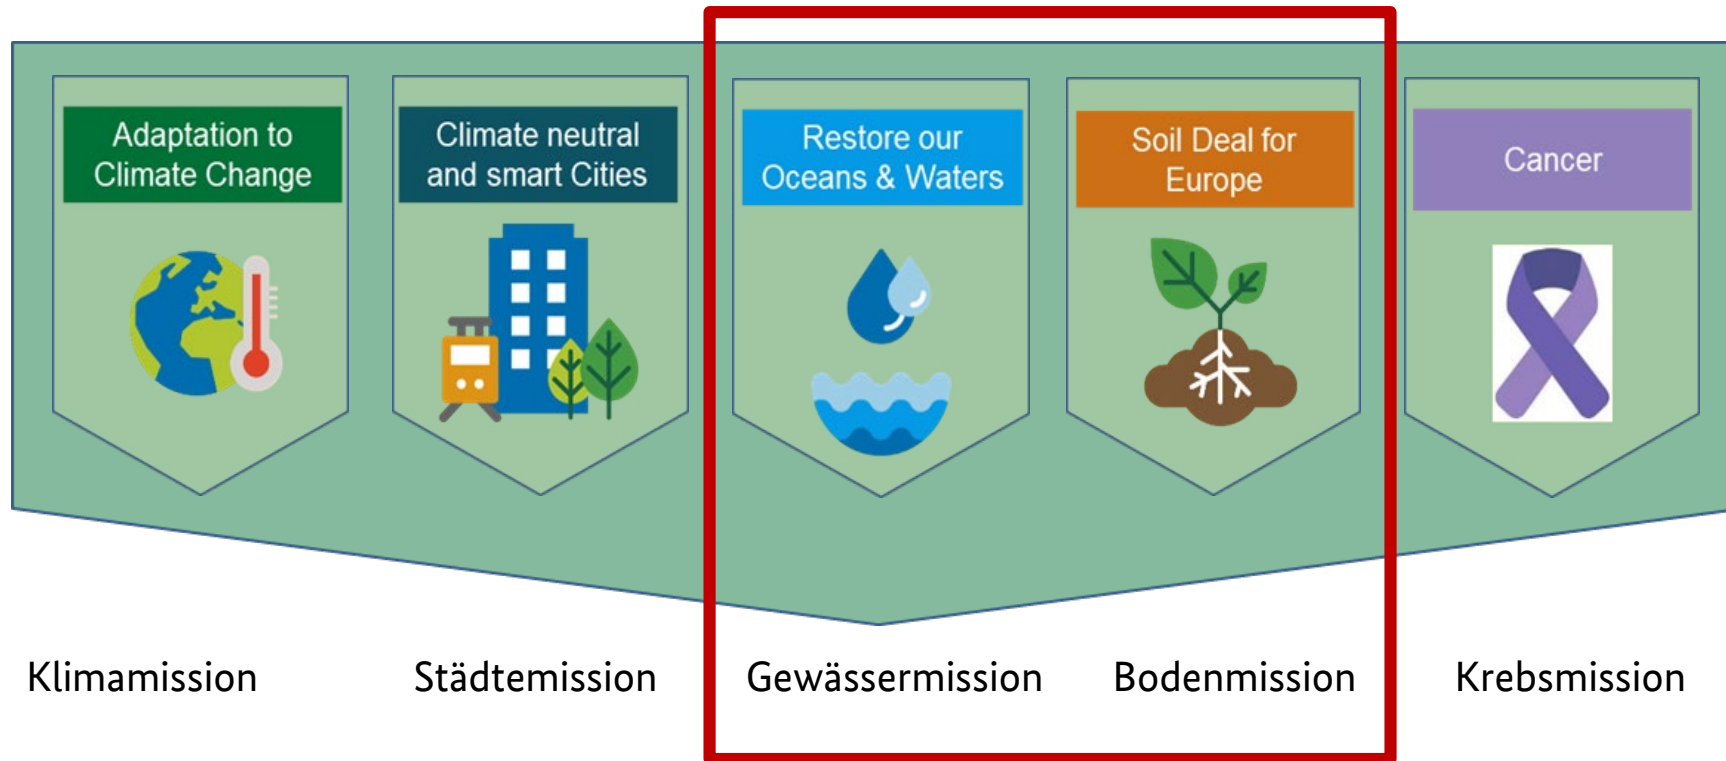 Adaptation to
Climate Change
Climate neutral
and smart Cities
Restore our
Oceans & Waters
Soil Deal for
Europe
Cancer
Klimamission
Städtemission
Gewässermission
Bodenmission
Krebsmission